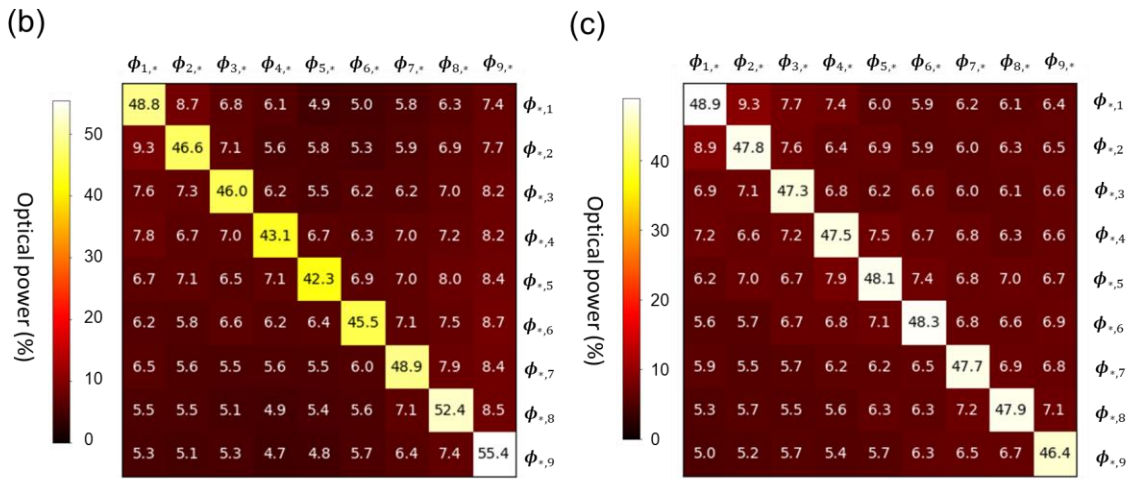 (b)
ϕ1,* ϕ2,* ϕ3,* ϕ4,* ϕ5,* ϕ6,* ϕ7,* ϕ8,* ϕ9,*
48.8 8.7 6.8 6.1 4.9 5.0 5.8 6.3 7.4 ϕ*,1
9.3 46.6 7.1 5.6 5.8 5.3 5.9 6.9 7.7 ϕ*,2
7.6 7.3 46.0 6.2 5.5 6.2 6.2 7.0 8.2 ϕ*,3
7.8 6.7 7.0 43.1 6.7 6.3 7.0 7.2 8.2 ϕ*,4
6.7 7.1 6.5 7.1 42.3 6.9 7.0 8.0 8.4 ϕ*,5
6.2 5.8 6.6 6.2 6.4 45.5 7.1 7.5 8.7 ϕ*,6
6.5 5.6 5.5 5.6 5.5 6.0 48.9 7.9 8.4 ϕ*,7
5.5 5.5 5.1 4.9 5.4 5.6 7.1 52.4 8.5 ϕ*,8
5.3 5.1 5.3 4.7 4.8 5.7 6.4 7.4 55.4 ϕ*,9
50
40
30
20
10
0
Optical power (%)
(c)
ϕ1,* ϕ2,* ϕ3,* ϕ4,* ϕ5,* ϕ6,* ϕ7,* ϕ8,* ϕ9,*
48.9 9.3 7.7 7.4 6.0 5.9 6.2 6.1 6.4 ϕ*,1
8.9 47.8 7.6 6.4 6.9 5.9 6.0 6.3 6.5 ϕ*,2
6.9 7.1 47.3 6.8 6.2 6.6 6.0 6.1 6.6 ϕ*,3
7.2 6.6 7.2 47.5 7.5 6.7 6.8 6.3 6.6 ϕ*,4
6.2 7.0 6.7 7.9 48.1 7.4 6.8 7.0 6.7 ϕ*,5
5.6 5.7 6.7 6.8 7.1 48.3 6.8 6.6 6.9 ϕ*,6
5.9 5.5 5.7 6.2 6.2 6.5 47.7 6.9 6.8 ϕ*,7
5.3 5.7 5.5 5.6 6.3 6.3 7.2 47.9 7.1 ϕ*,8
5.0 5.2 5.7 5.4 5.7 6.3 6.5 6.7 46.4 ϕ*,9
40
30
20
10
0
Optical power (%)